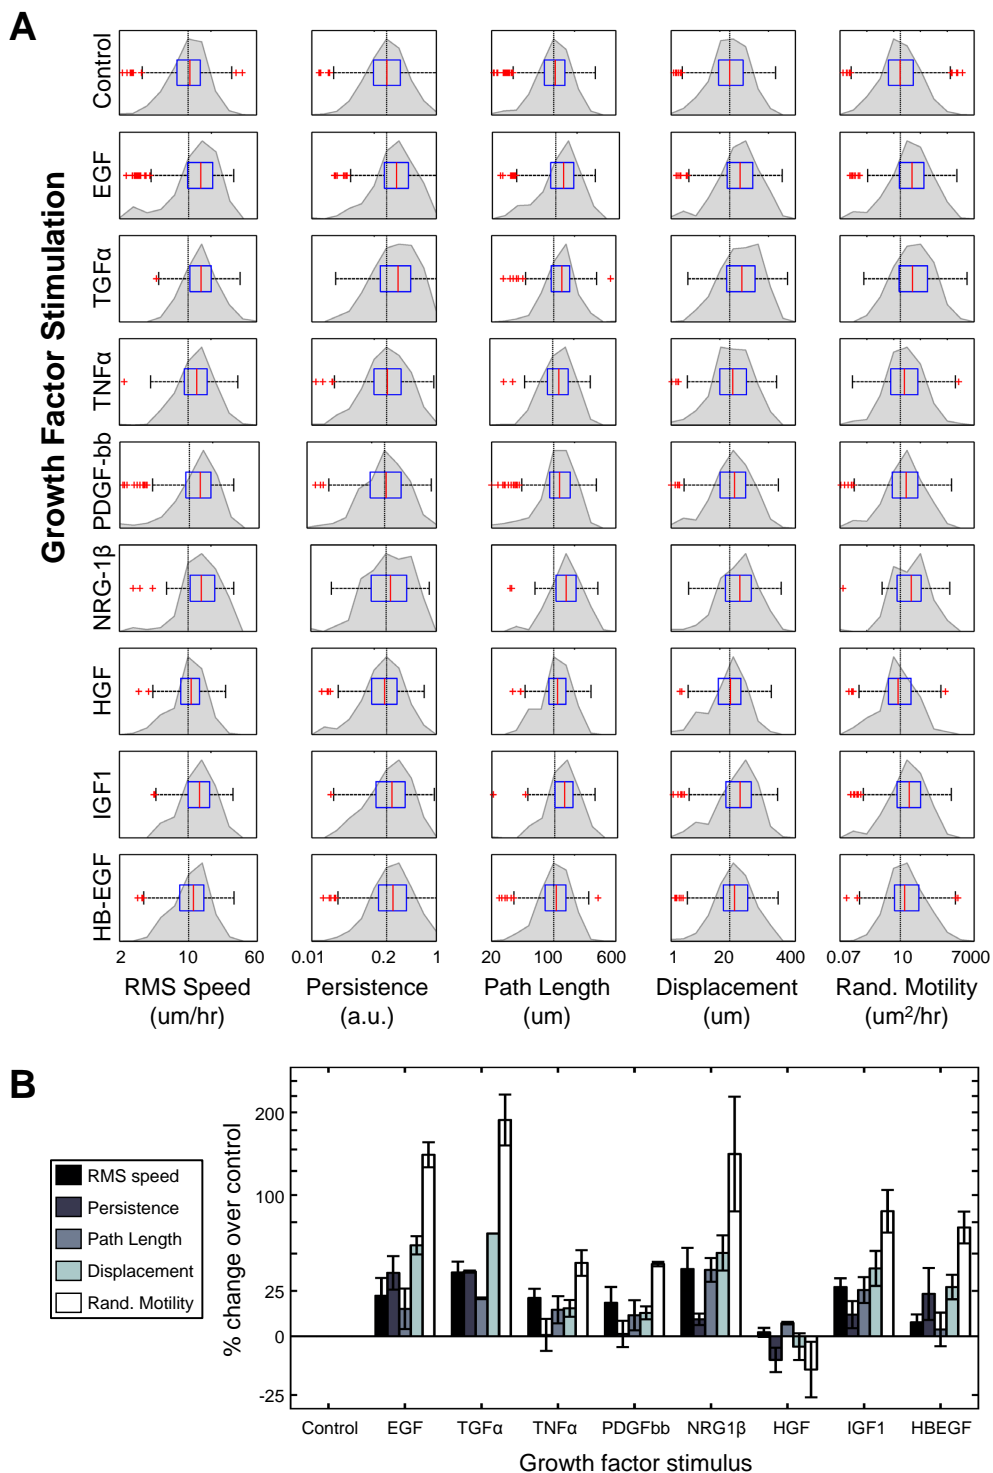 A
Growth Factor Stimulation
Control
EGF
TGFα
TNFα
PDGF-bb
NRG-1β
HGF
IGF1
HB-EGF
2 10 60 0.01 0.2 1 20 100 600 1 20 400 0.07 10 7000
RMS Speed Persistence Path Length Displacement Rand. Motility
(um/hr) (a.u.) (um) (um) (um²/hr)
B
RMS speed
Persistence
Path Length
Displacement
Rand. Motility
% change over control
200
100
25
0
-25
Control EGF TGFα TNFα PDGFbb NRG1β HGF IGF1 HBEGF
Growth factor stimulus